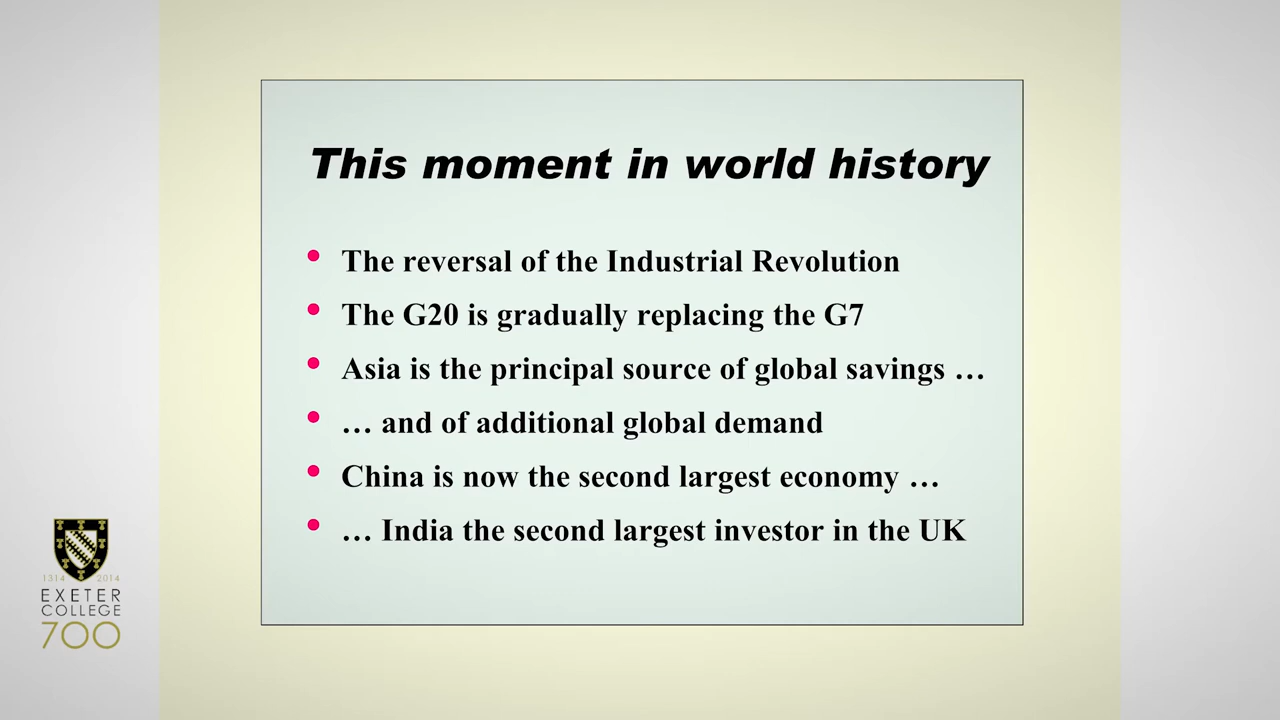 This moment in world history
• The reversal of the Industrial Revolution
• The G20 is gradually replacing the G7
• Asia is the principal source of global savings …
• … and of additional global demand
• China is now the second largest economy …
• … India the second largest investor in the UK
1314 2014
EXETER
COLLEGE
700